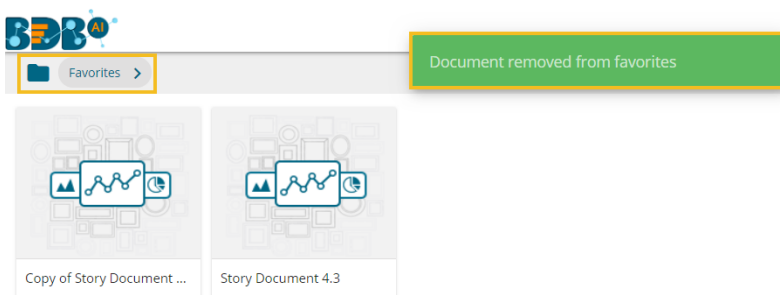 BDB AI
Document removed from favorites
Favorites
Copy of Story Document ...
Story Document 4.3